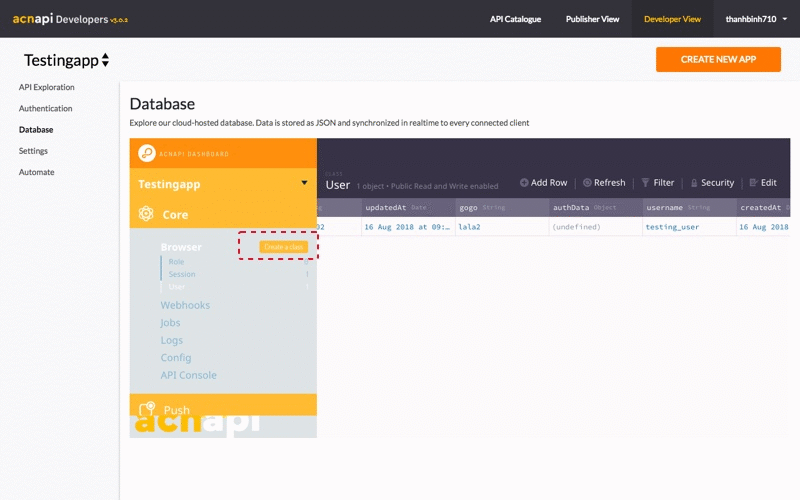 acnapi Developers v3.0.2
API Catalogue
Publisher View
Developer View
thanhbinh710
Testingapp
CREATE NEW APP
API Exploration
Authentication
Database
Settings
Automate
Database
Explore our cloud-hosted database. Data is stored as JSON and synchronized in realtime to every connected client
ACNAPI DASHBOARD
Testingapp
Core
Browser
Create a class
Role
Session
User
Webhooks
Jobs
Logs
Config
API Console
Push
acnapi
CLASS
User 1 object • Public Read and Write enabled
Add Row
Refresh
Filter
Security
Edit
updatedAt Date gogo String authData Object username String createdAt
02 16 Aug 2018 at 09:… lala2 (undefined) testing_user 16 Aug 2018